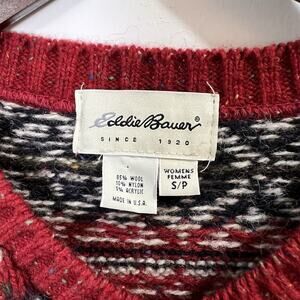 Eddie Bauer®
SINCE 1920
85% WOOL
10% NYLON
5% ACRYLIC
MADE IN U.S.A.
WOMENS
FEMME
S/P